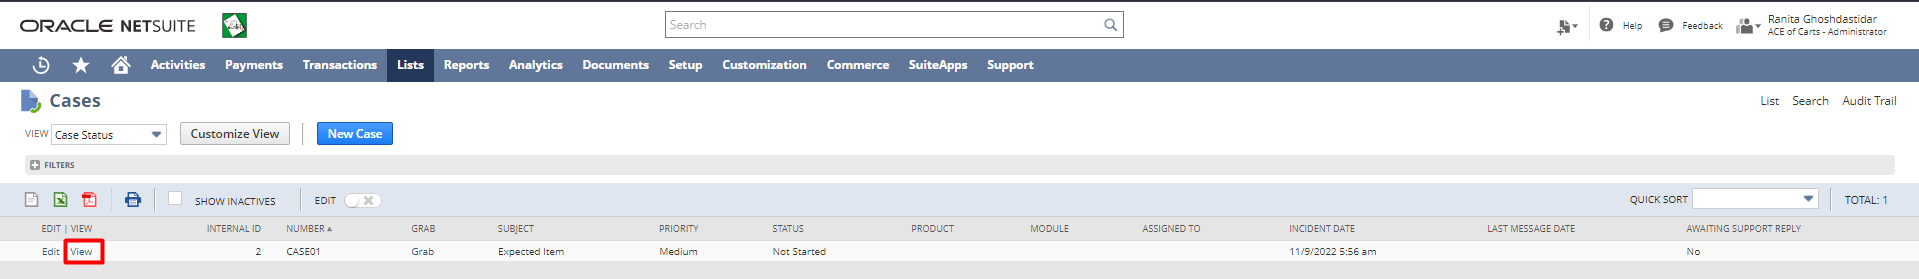 ORACLE NETSUITE
Search
Help
Feedback
Ranita Ghoshdastidar
ACE of Carts - Administrator
Activities Payments Transactions Lists Reports Analytics Documents Setup Customization Commerce SuiteApps Support
Cases
List Search Audit Trail
VIEW Case Status Customize View New Case
FILTERS
SHOW INACTIVES EDIT QUICK SORT TOTAL: 1
EDIT | VIEW INTERNAL ID NUMBER ▲ GRAB SUBJECT PRIORITY STATUS PRODUCT MODULE ASSIGNED TO INCIDENT DATE LAST MESSAGE DATE AWAITING SUPPORT REPLY
Edit View 2 CASE01 Grab Expected Item Medium Not Started 11/9/2022 5:56 am No